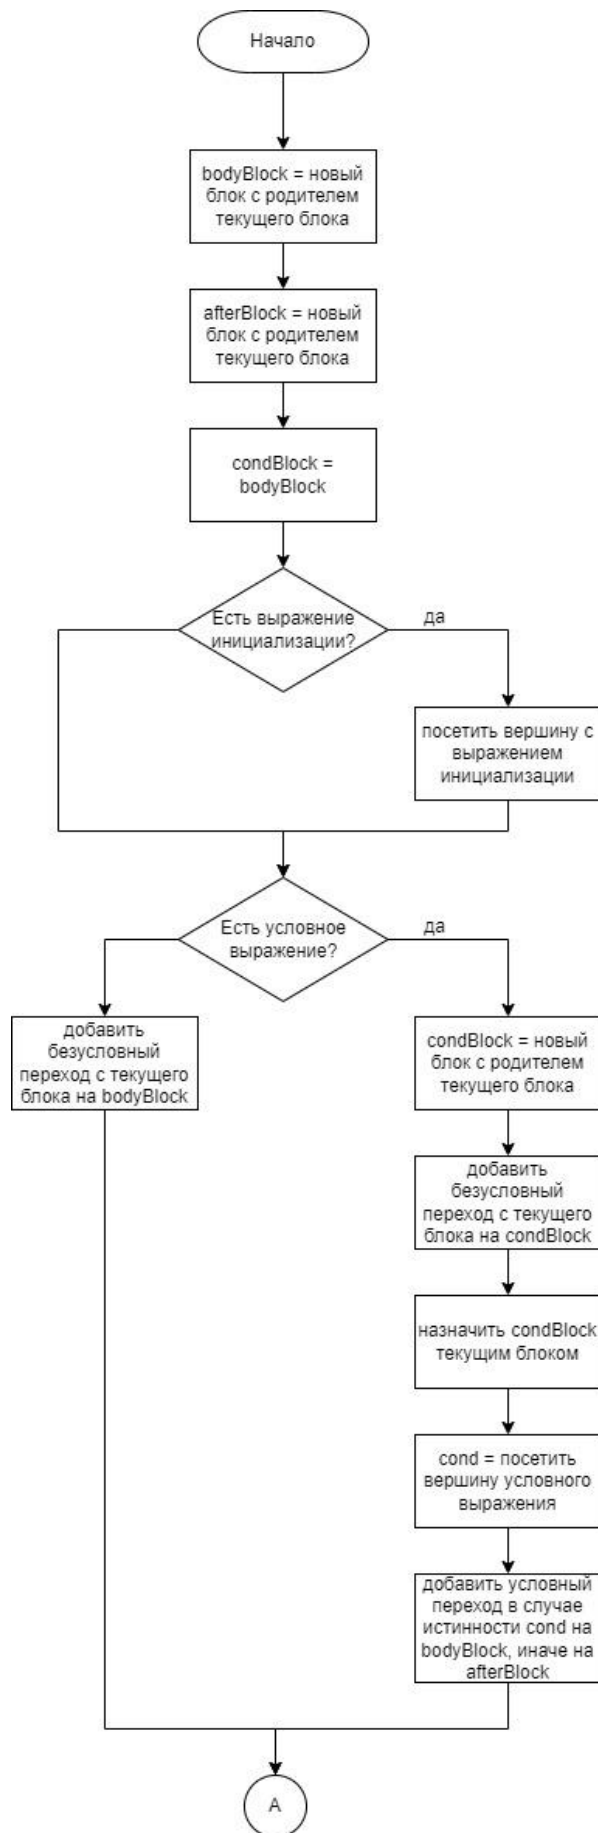 Начало
bodyBlock = новый
блок с родителем
текущего блока
afterBlock = новый
блок с родителем
текущего блока
condBlock =
bodyBlock
Есть выражение
инициализации?
да
посетить вершину с
выражением
инициализации
Есть условное
выражение?
да
добавить
безусловный
переход с текущего
блока на bodyBlock
condBlock = новый
блок с родителем
текущего блока
добавить
безусловный
переход с текущего
блока на condBlock
назначить condBlock
текущим блоком
cond = посетить
вершину условного
выражения
добавить условный
переход в случае
истинности cond на
bodyBlock, иначе на
afterBlock
A